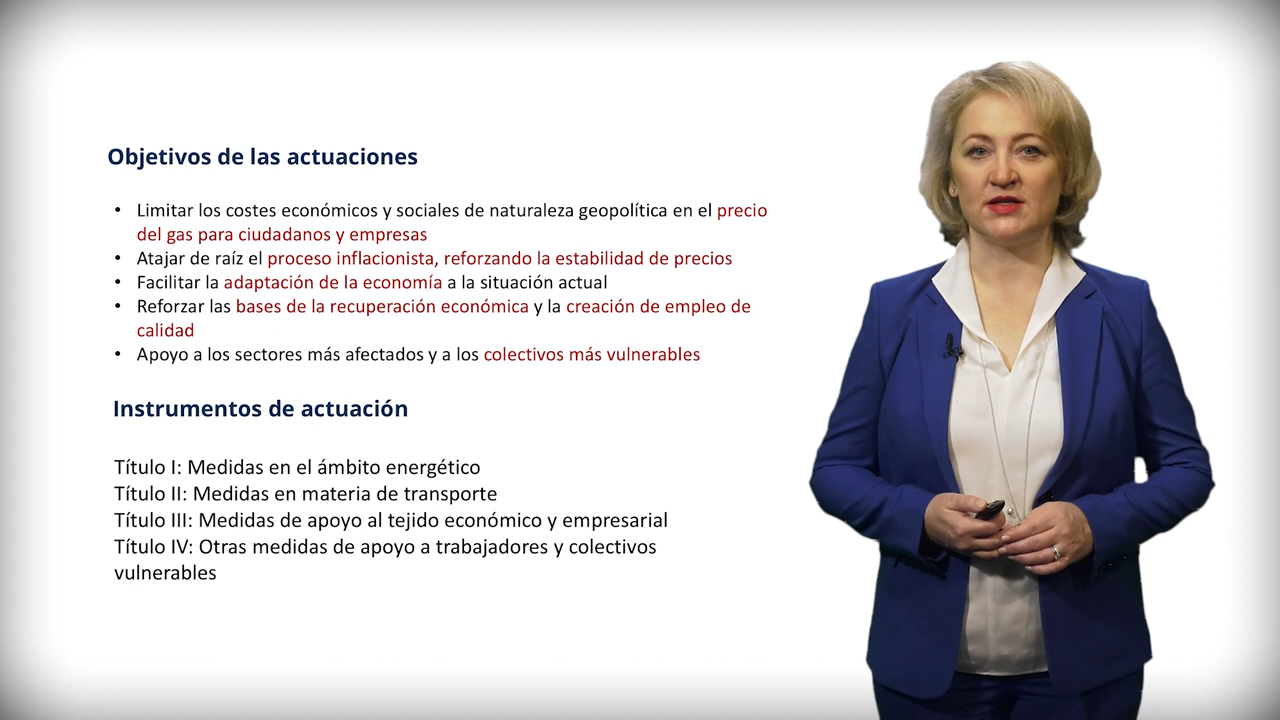 Objetivos de las actuaciones
• Limitar los costes económicos y sociales de naturaleza geopolítica en el precio
del gas para ciudadanos y empresas
• Atajar de raíz el proceso inflacionista, reforzando la estabilidad de precios
• Facilitar la adaptación de la economía a la situación actual
• Reforzar las bases de la recuperación económica y la creación de empleo de
calidad
• Apoyo a los sectores más afectados y a los colectivos más vulnerables
Instrumentos de actuación
Título I: Medidas en el ámbito energético
Título II: Medidas en materia de transporte
Título III: Medidas de apoyo al tejido económico y empresarial
Título IV: Otras medidas de apoyo a trabajadores y colectivos
vulnerables